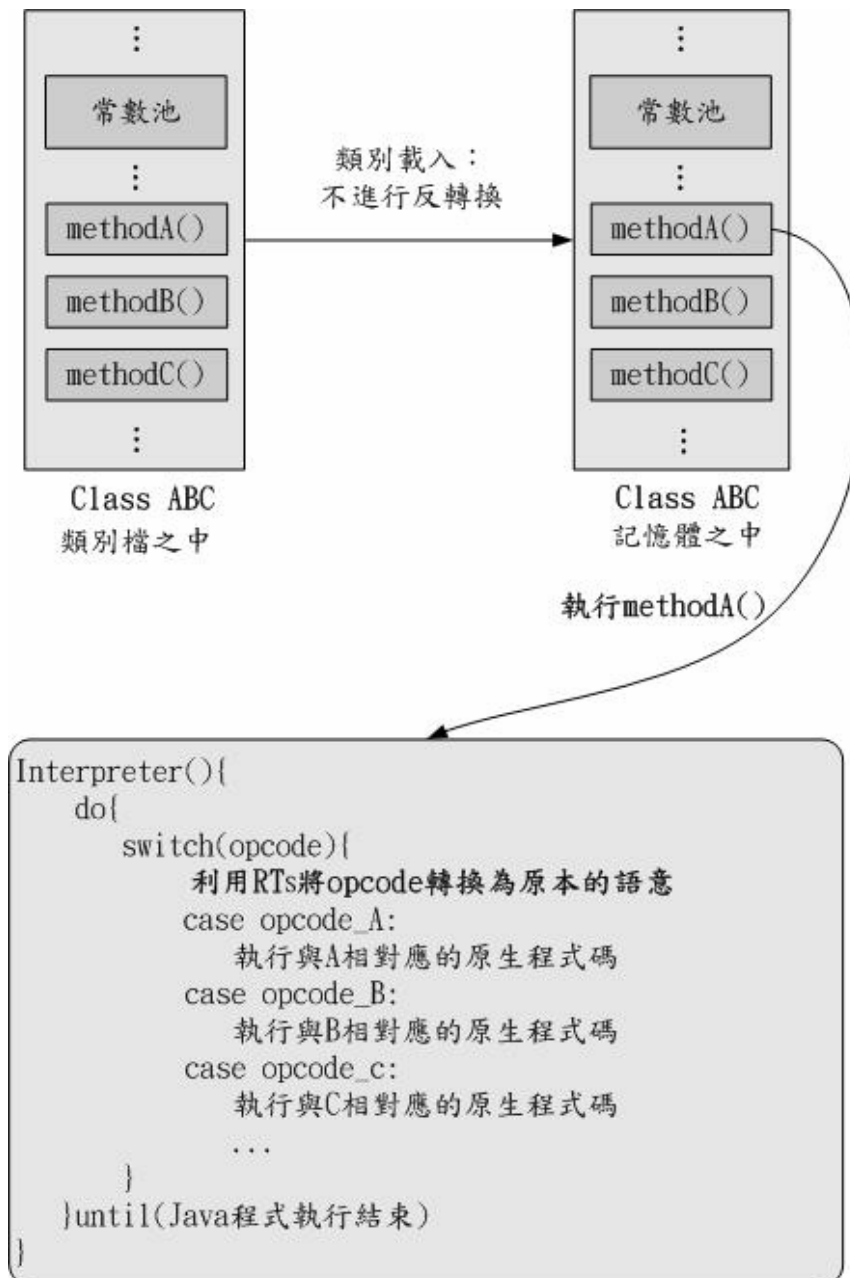 ⋮
常數池
⋮
methodA()
methodB()
methodC()
⋮
Class ABC
類別檔之中
類別載入：
不進行反轉換
⋮
常數池
⋮
methodA()
methodB()
methodC()
⋮
Class ABC
記憶體之中
執行methodA()
Interpreter(){
do{
switch(opcode){
利用RTs將opcode轉換為原本的語意
case opcode_A:
執行與A相對應的原生程式碼
case opcode_B:
執行與B相對應的原生程式碼
case opcode_c:
執行與C相對應的原生程式碼
...
}
}until(Java程式執行結束)
}